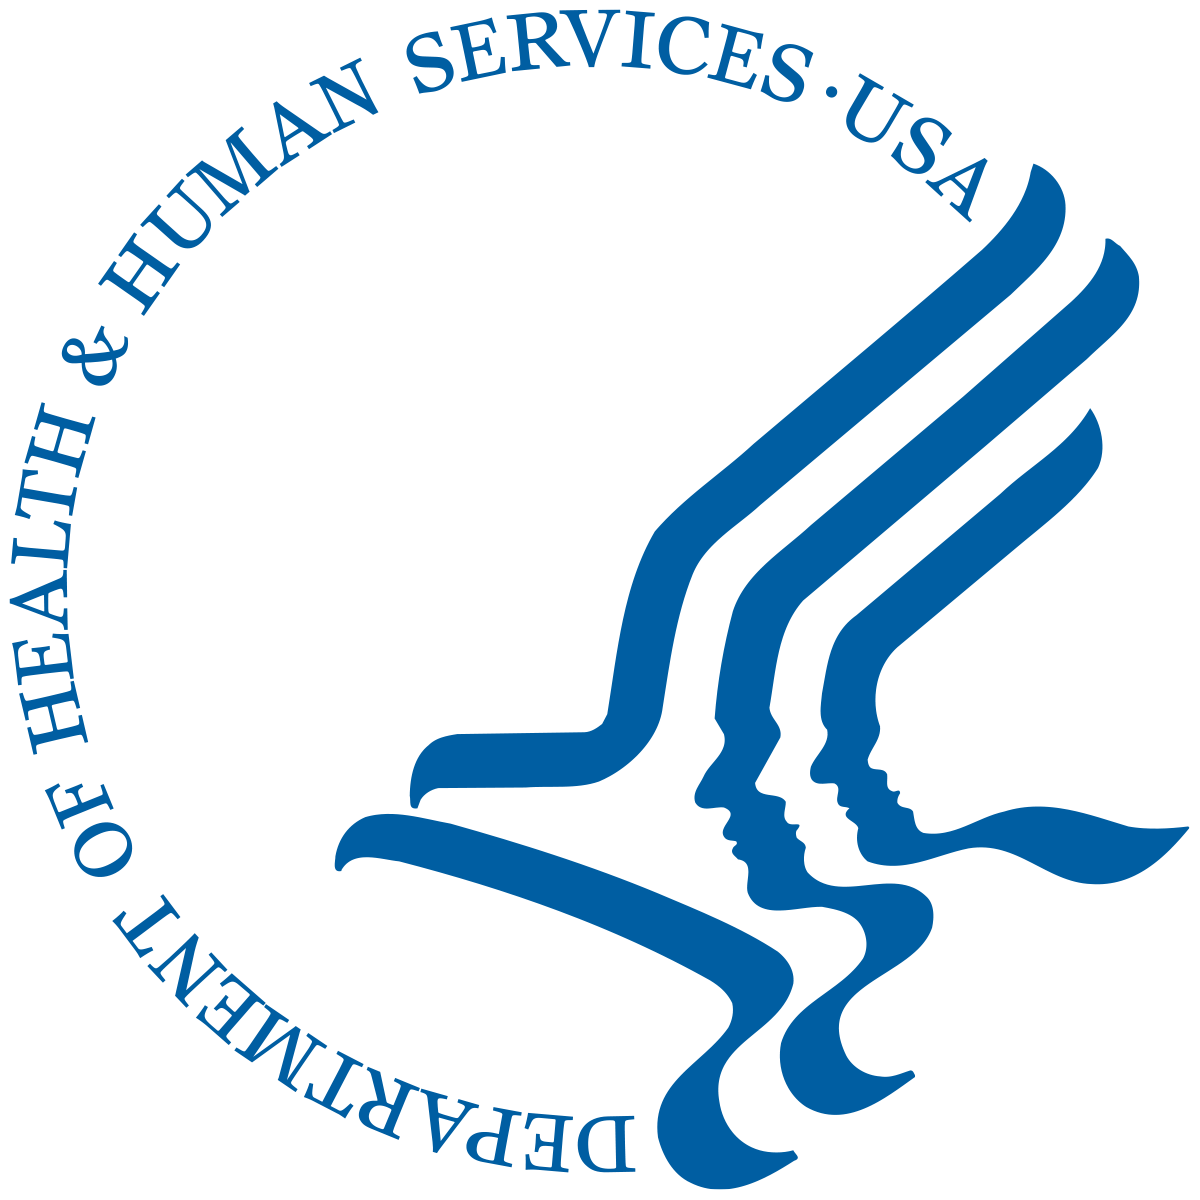 DEPARTMENT OF HEALTH & HUMAN SERVICES · USA